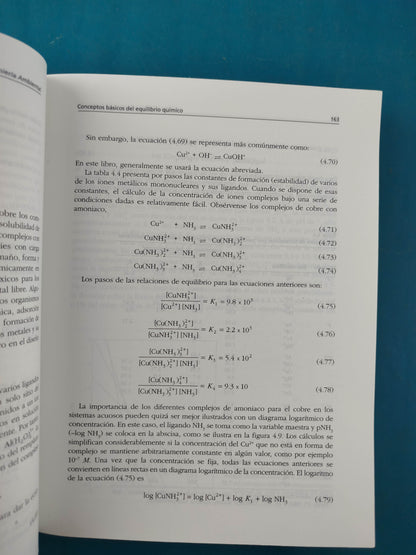 niería Ambiental
Conceptos básicos del equilibrio químico
163
Sin embargo, la ecuación (4.69) se representa más comúnmente como:
Cu²⁺ + OH⁻ ⇌ CuOH⁺ (4.70)
En este libro, generalmente se usará la ecuación abreviada.
La tabla 4.4 presenta por pasos las constantes de formación (estabilidad) de varios
de los iones metálicos mononucleares y sus ligandos. Cuando se dispone de esas
constantes, el cálculo de la concentración de iones complejos bajo una serie de
condiciones dadas es relativamente fácil. Obsérvense los complejos de cobre con
amoniaco,
Cu²⁺ + NH₃ ⇌ CuNH₃²⁺ (4.71)
CuNH₃²⁺ + NH₃ ⇌ Cu(NH₃)₂²⁺ (4.72)
Cu(NH₃)₂²⁺ + NH₃ ⇌ Cu(NH₃)₃²⁺ (4.73)
Cu(NH₃)₃²⁺ + NH₃ ⇌ Cu(NH₃)₄²⁺ (4.74)
Los pasos de las relaciones de equilibrio para las ecuaciones anteriores son:
[CuNH₃²⁺] / [Cu²⁺] [NH₃] = K₁ = 9.8 × 10³ (4.75)
[Cu(NH₃)₂²⁺] / [CuNH₃²⁺] [NH₃] = K₂ = 2.2 × 10³ (4.76)
[Cu(NH₃)₃²⁺] / [Cu(NH₃)₂²⁺] [NH₃] = K₃ = 5.4 × 10² (4.77)
[Cu(NH₃)₄²⁺] / [Cu(NH₃)₃²⁺] [NH₃] = K₄ = 9.3 × 10 (4.78)
La importancia de los diferentes complejos de amoniaco para el cobre en los
sistemas acuosos pueden quizá ser mejor ilustrados con un diagrama logarítmico de
concentración. En este caso, el ligando NH₃ se toma como la variable maestra y pNH₃
(–log NH₃) se coloca en la abscisa, como se ilustra en la figura 4.9. Los cálculos se
simplifican considerablemente si la concentración del Cu²⁺ que no está en forma de
complejo se mantiene arbitrariamente constante en algún valor, como por ejemplo
10⁻⁷ M. Una vez que la concentración se fija, todas las ecuaciones anteriores se
convierten en líneas rectas en un diagrama logarítmico de la concentración. El logaritmo
de la ecuación (4.75) es
log [CuNH₃²⁺] = log [Cu²⁺] + log K₁ + log NH₃ (4.79)